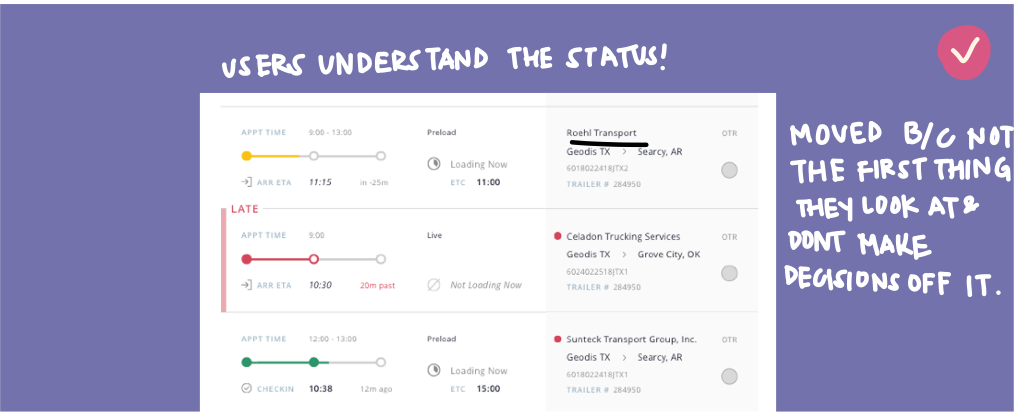 USERS UNDERSTAND THE STATUS!
MOVED B/C NOT
THE FIRST THING
THEY LOOK AT &
DONT MAKE
DECISIONS OFF IT.
APPT TIME 9:00 - 13:00 Preload Roehl Transport OTR
Loading Now Geodis TX > Searcy, AR
6018022418JTX2
ARR ETA 11:15 in -25m ETC 11:00 TRAILER # 284950
LATE
APPT TIME 9:00 Live Celadon Trucking Services OTR
Geodis TX > Grove City, OK
6024022518JTX1
ARR ETA 10:30 20m past Not Loading Now TRAILER # 284950
APPT TIME 12:00 - 13:00 Preload Sunteck Transport Group, Inc. OTR
Loading Now Geodis TX > Searcy, AR
6018022418JTX1
CHECKIN 10:38 12m ago ETC 15:00 TRAILER # 284950